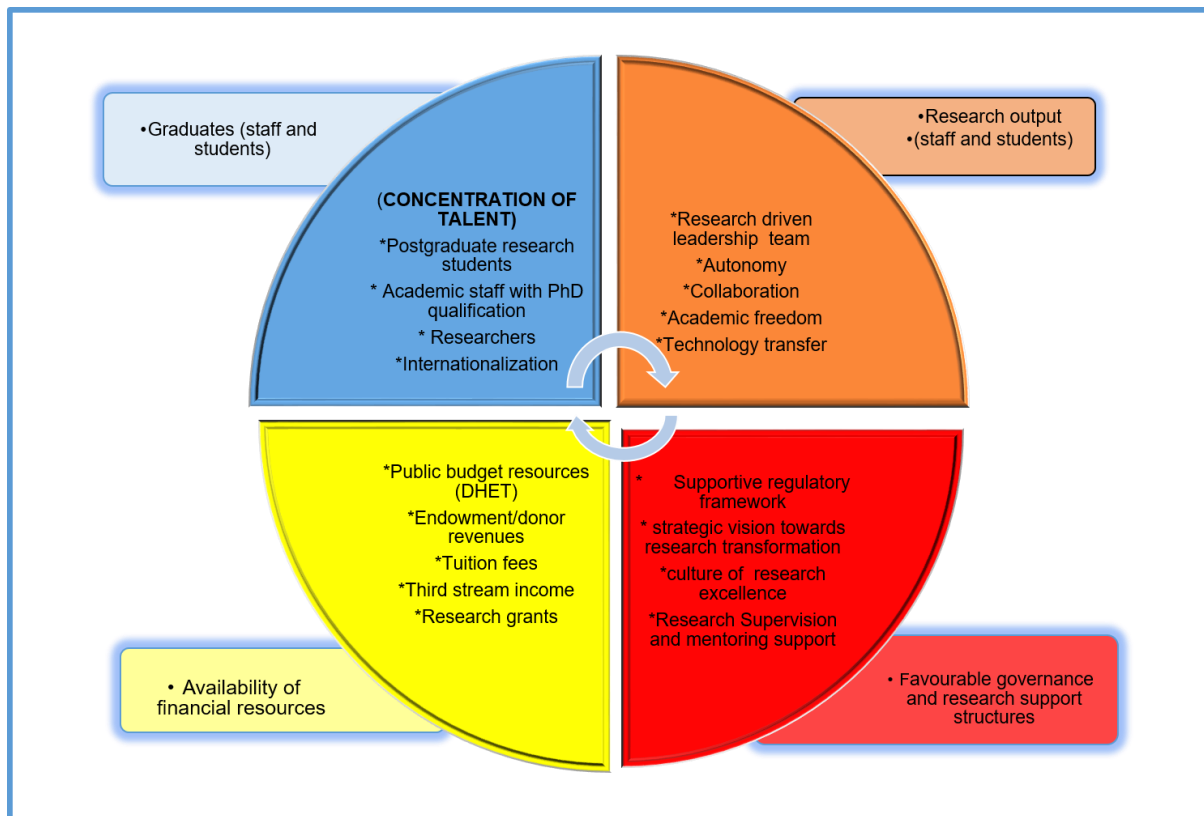 •Graduates (staff and
students)
(CONCENTRATION OF
TALENT)
*Postgraduate research
students
* Academic staff with PhD
qualification
* Researchers
*Internationalization
•Research output
•(staff and students)
*Research driven
leadership team
*Autonomy
*Collaboration
*Academic freedom
*Technology transfer
*Public budget resources
(DHET)
*Endowment/donor
revenues
*Tuition fees
*Third stream income
*Research grants
• Availability of
financial resources
* Supportive regulatory
framework
* strategic vision towards
research transformation
*culture of research
excellence
*Research Supervision
and mentoring support
• Favourable governance
and research support
structures